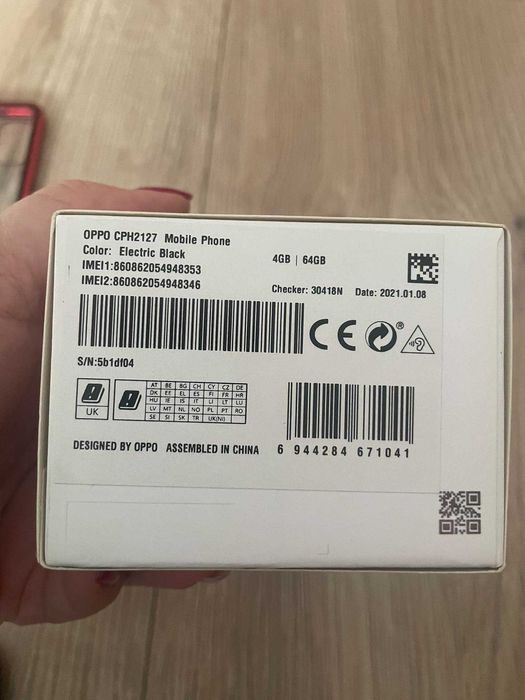 OPPO CPH2127 Mobile Phone
Color: Electric Black
4GB | 64GB
IMEI1:860862054948353
IMEI2:860862054948346
Checker: 30418N Date: 2021.01.08
CE
®
S/N:5b1df04
UK
AT BE BG CH CY CZ DE
DK EE EL ES FI FR HR
HU IE IS IT LI LT LU
LV MT NL NO PL PT RO
SE SI SK TR UK(NI)
6 944284 671041
DESIGNED BY OPPO ASSEMBLED IN CHINA